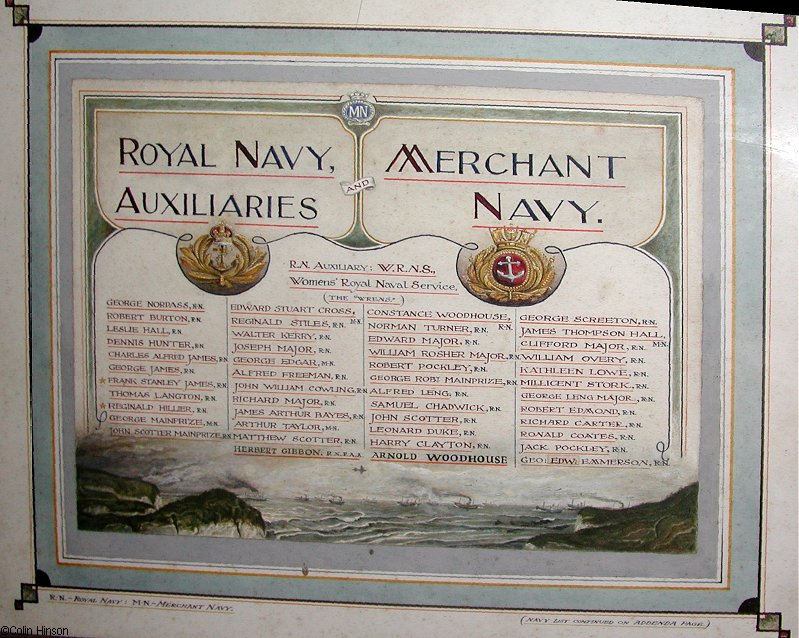 MN
ROYAL NAVY,
AUXILIARIES
AND
MERCHANT
NAVY.
R.N. AUXILIARY: W.R.N.S.,
WOMENS' ROYAL NAVAL SERVICE,
(THE "WRENS.")
GEORGE NORDASS, R.N.
ROBERT BURTON, R.N.
LESLIE HALL, R.N.
DENNIS HUNTER, R.N.
CHARLES ALFRED JAMES, R.N.
GEORGE JAMES, R.N.
FRANK STANLEY JAMES, R.N.
THOMAS LANGTON, R.N.
REGINALD HILLIER, R.N.
GEORGE MAINPRIZE, M-N.
JOHN SCOTTER MAINPRIZE R-N.
EDWARD STUART CROSS, M-N.
REGINALD STILES, R.N.
WALTER KERRY, R-N.
JOSEPH MAJOR, R.N.
GEORGE EDGAR, M-N.
ALFRED FREEMAN, R.N.
JOHN WILLIAM COWLING, R.N.
RICHARD MAJOR, R.N.
JAMES ARTHUR BAYES, R.N.
ARTHUR TAYLOR, M-N.
MATTHEW SCOTTER, R.N.
HERBERT GIBBON. R.N.F.A.A.
CONSTANCE WOODHOUSE, R-N.
NORMAN TURNER, R.N.
EDWARD MAJOR, R.N.
WILLIAM ROSHER MAJOR, R.N.
ROBERT POCKLEY, R.N.
GEORGE ROBT MAINPRIZE, R.N.
ALFRED LENG, R.N.
SAMUEL CHADWICK, R.N.
JOHN SCOTTER, R.N.
LEONARD DUKE, R.N.
HARRY CLAYTON, R.N.
ARNOLD WOODHOUSE
GEORGE SCREETON, R.N.
JAMES THOMPSON HALL, M-N.
CLIFFORD MAJOR, R.N.
WILLIAM OVERY, R.N.
KATHLEEN LOWE, R.N.
MILLICENT STORK, R.N.
GEORGE LENG MAJOR, R.N.
ROBERT EDMOND, R.N.
RICHARD CARTER, R.N.
RONALD COATES, R.N.
JACK POCKLEY, R.N.
GEO: EDW. EMMERSON, R.N.
R.N. - ROYAL NAVY: M-N - MERCHANT NAVY.
(NAVY LIST CONTINUED ON ADDENDA PAGE.)
©Colin Hinson